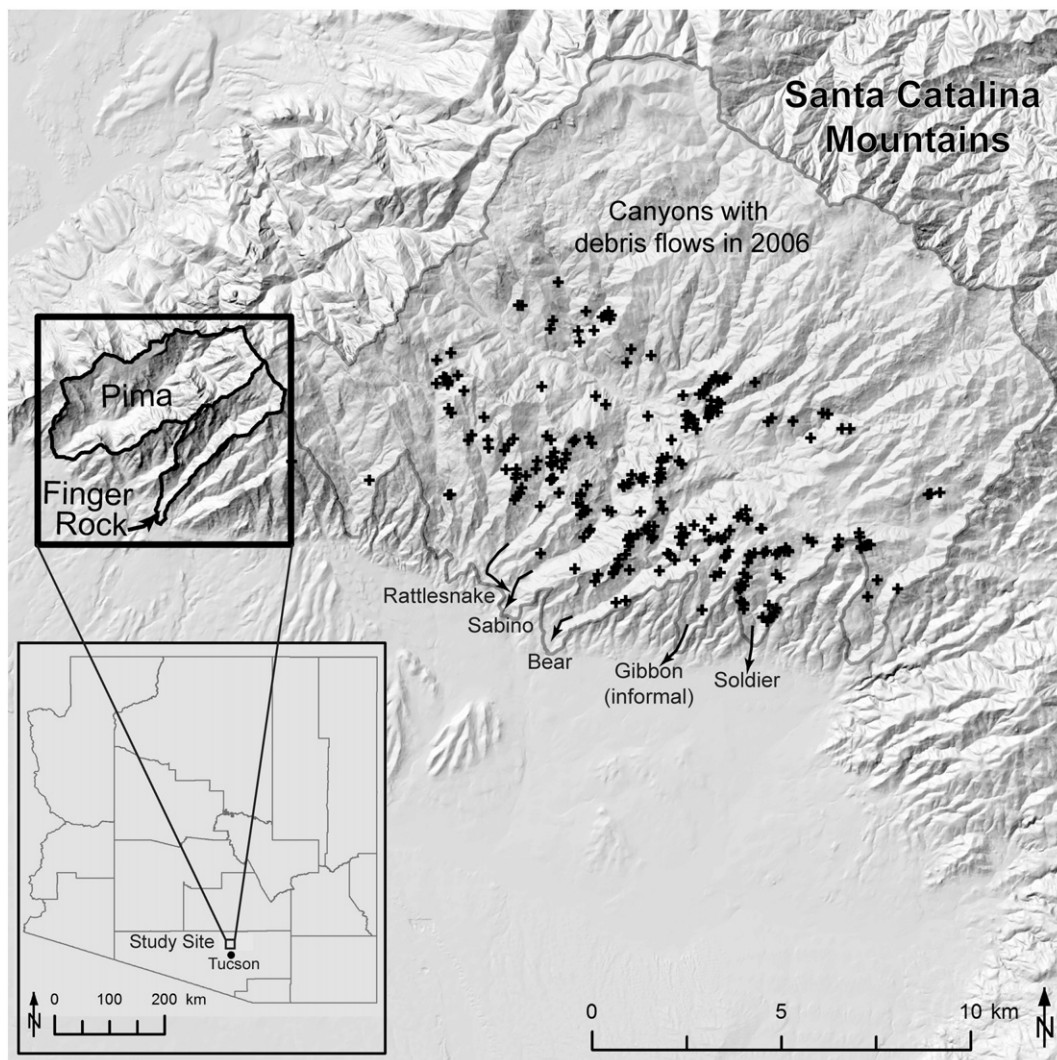 Santa Catalina
Mountains
Canyons with
debris flows in 2006
Pima
Finger
Rock
Rattlesnake
Sabino
Bear
Gibbon
(informal)
Soldier
Study Site
Tucson
0 100 200 km
N
0 5 10 km
N